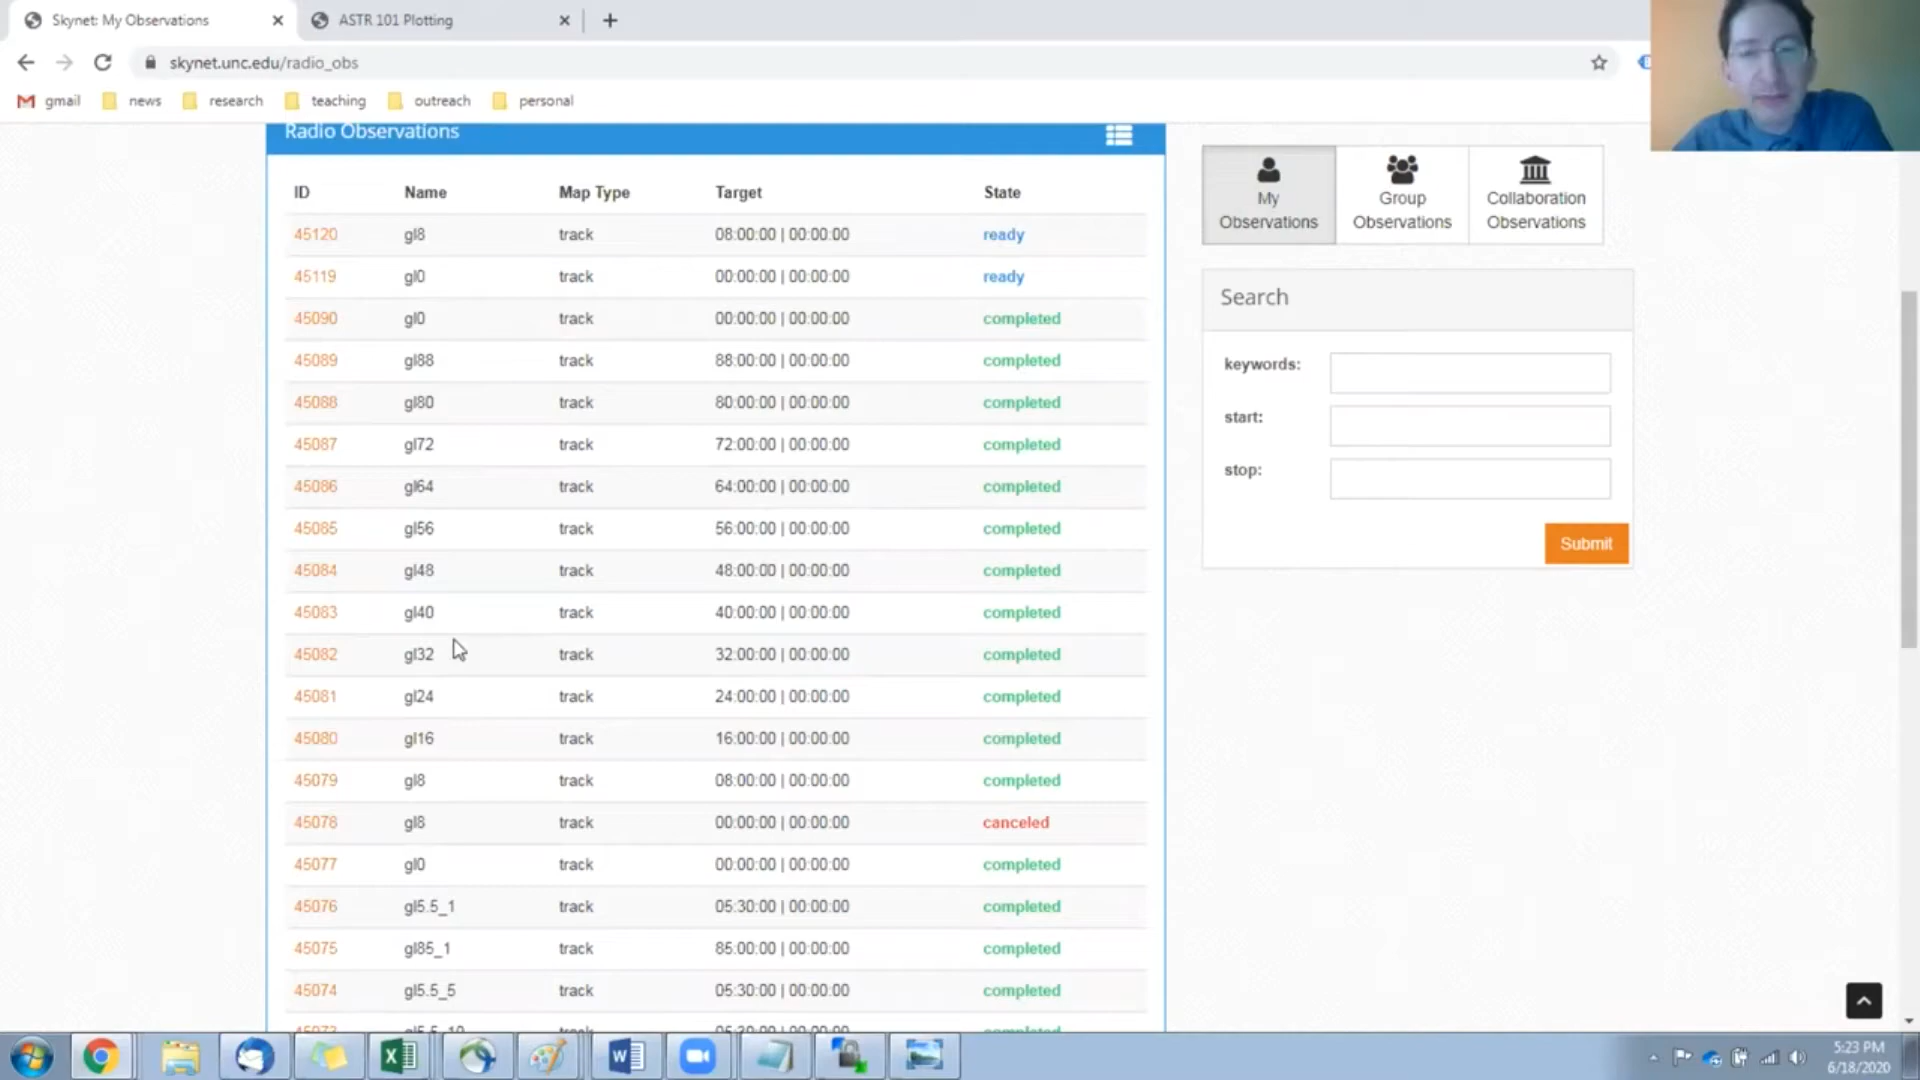 Skynet: My Observations
ASTR 101 Plotting
skynet.unc.edu/radio_obs
gmail news research teaching outreach personal
Radio Observations
ID Name Map Type Target State
45120 gl8 track 08:00:00 | 00:00:00 ready
45119 gl0 track 00:00:00 | 00:00:00 ready
45090 gl0 track 00:00:00 | 00:00:00 completed
45089 gl88 track 88:00:00 | 00:00:00 completed
45088 gl80 track 80:00:00 | 00:00:00 completed
45087 gl72 track 72:00:00 | 00:00:00 completed
45086 gl64 track 64:00:00 | 00:00:00 completed
45085 gl56 track 56:00:00 | 00:00:00 completed
45084 gl48 track 48:00:00 | 00:00:00 completed
45083 gl40 track 40:00:00 | 00:00:00 completed
45082 gl32 track 32:00:00 | 00:00:00 completed
45081 gl24 track 24:00:00 | 00:00:00 completed
45080 gl16 track 16:00:00 | 00:00:00 completed
45079 gl8 track 08:00:00 | 00:00:00 completed
45078 gl8 track 00:00:00 | 00:00:00 canceled
45077 gl0 track 00:00:00 | 00:00:00 completed
45076 gl5.5_1 track 05:30:00 | 00:00:00 completed
45075 gl85_1 track 85:00:00 | 00:00:00 completed
45074 gl5.5_5 track 05:30:00 | 00:00:00 completed
45073 gl5.5_10 track 05:30:00 | 00:00:00 completed
My
Observations
Group
Observations
Collaboration
Observations
Search
keywords:
start:
stop:
Submit
5:23 PM
6/18/2020